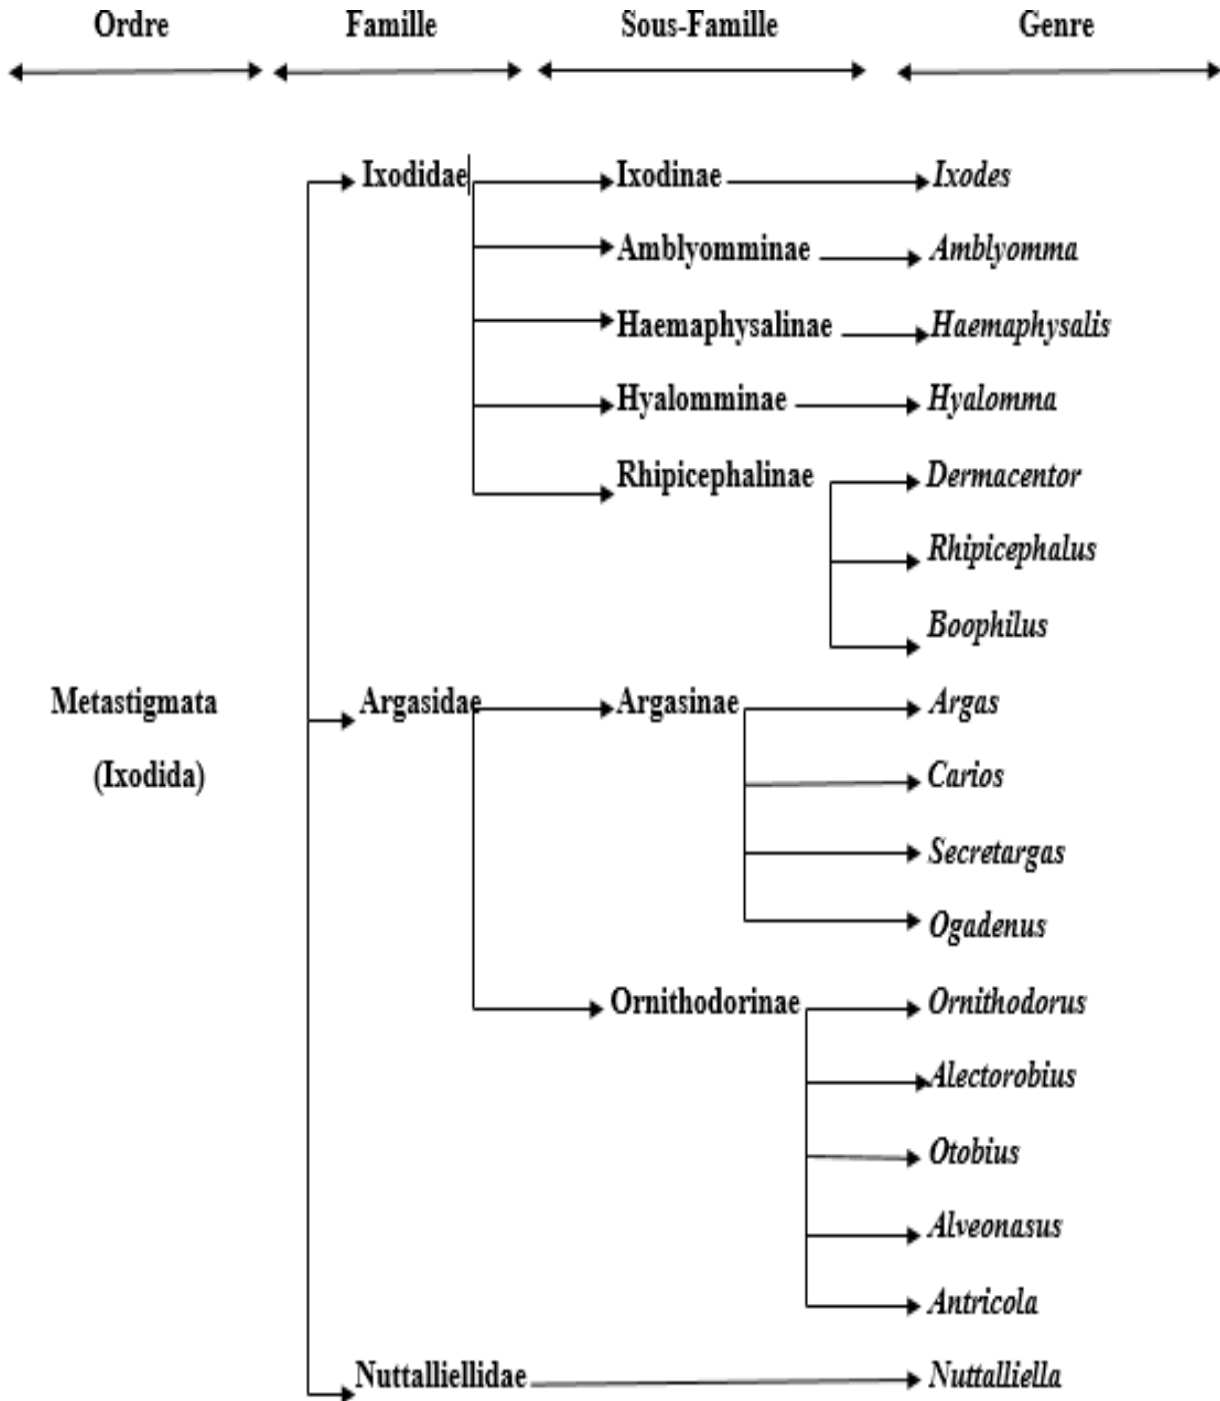 Ordre Famille Sous-Famille Genre
Ixodidae Ixodinae Ixodes
Amblyomminae Amblyomma
Haemaphysalinae Haemaphysalis
Hyalomminae Hyalomma
Rhipicephalinae Dermacentor
Rhipicephalus
Boophilus
Metastigmata Argasidae Argasinae Argas
(Ixodida) Carios
Secretargas
Ogadenus
Ornithodorinae Ornithodorus
Alectorobius
Otobius
Alveonasus
Antricola
Nuttalliellidae Nuttalliella